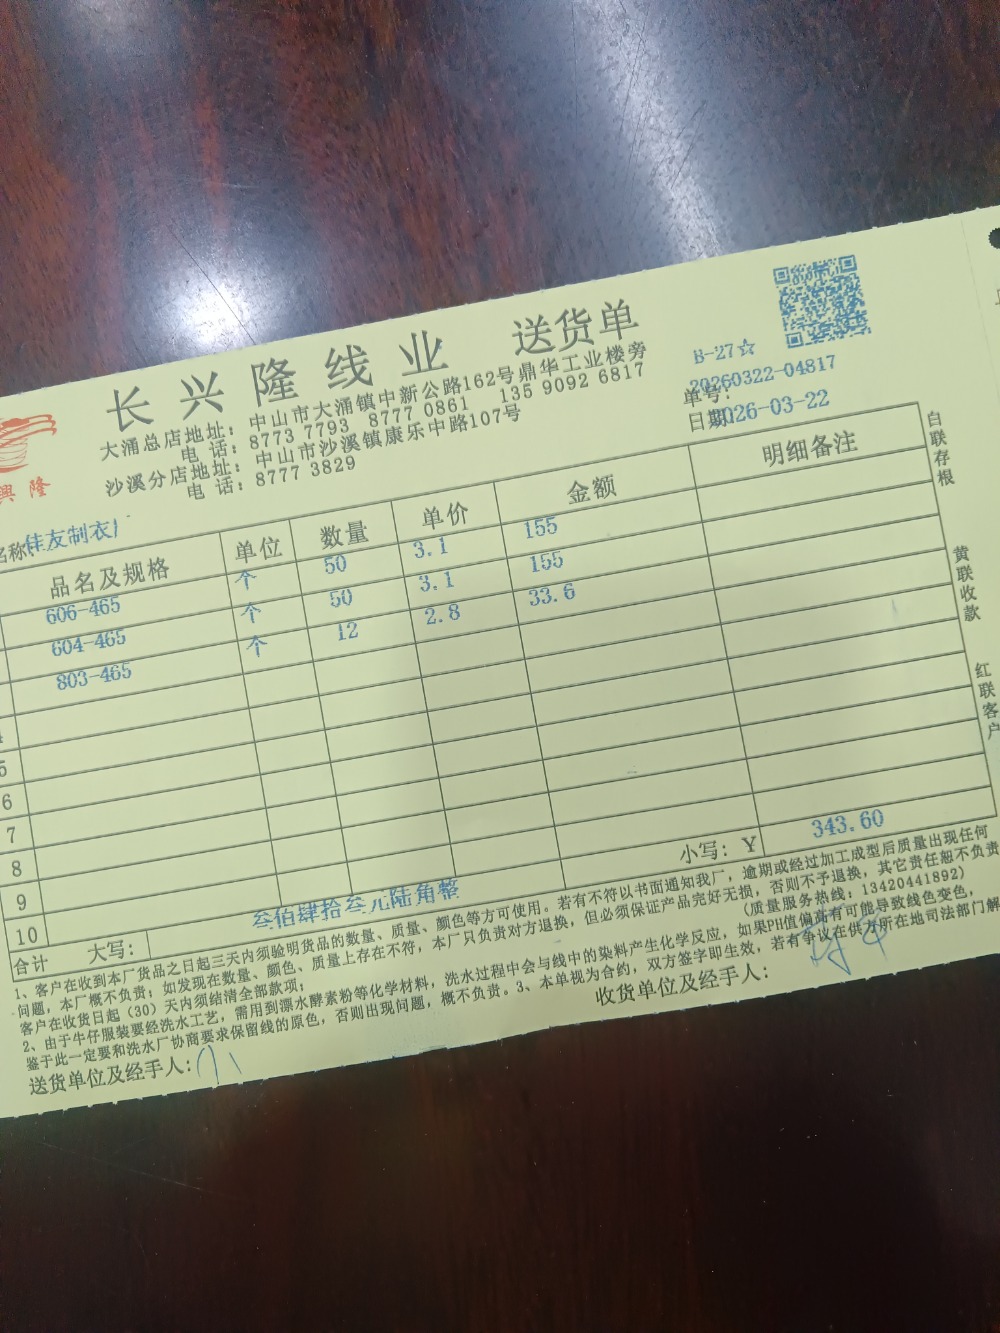 长兴隆线业 送货单
B-27☆
大涌总店地址：中山市大涌镇中新公路162号鼎华工业楼旁
电 话：8773 7793 8777 0861 135 9092 6817
沙溪分店地址：中山市沙溪镇康乐中路107号
电 话：8777 3829
單号：20260322-04817
日期：2026-03-22
興 隆
名称：佳友制衣厂
品名及规格 单位 数量 单价 金额 明细备注
606-465 个 50 3.1 155
604-465 个 50 3.1 155
803-465 个 12 2.8 33.6
5
6
7
8
9
10
合计 大写：叁佰肆拾叁元陆角整 小写：Y 343.60
1、客户在收到本厂货品之日起三天内须验明货品的数量、质量、颜色等方可使用。若有不符以书面通知我厂，逾期或经过加工成型后质量出现任何
问题，本厂概不负责；如发现在数量、颜色、质量上存在不符，本厂只负责对方退换，但必须保证产品完好无损，否则不予退换，其它责任恕不负责
客户在收货日起（30）天内须结清全部款项； （质量服务热线：13420441892）
2、由于牛仔服装要经洗水工艺，需用到漂水酵素粉等化学材料，洗水过程中会与线中的染料产生化学反应，如果PH值偏高有可能导致线色变色，
鉴于此一定要和洗水厂协商要求保留线的原色，否则出现问题，概不负责。3、本单视为合约，双方签字即生效，若有争议在供方所在地司法部门解
送货单位及经手人： 收货单位及经手人：
白联存根
黄联收款
红联客户